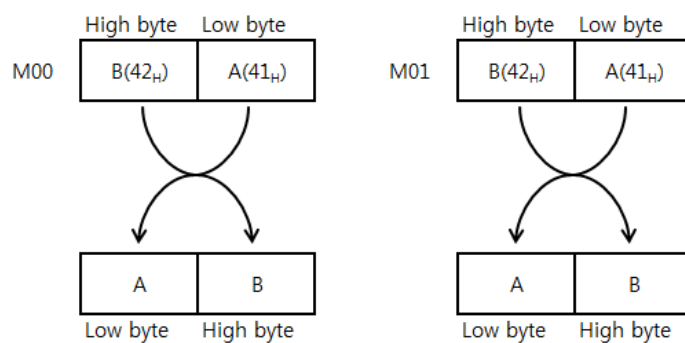 High byte Low byte High byte Low byte
M00 B(42H) A(41H) M01 B(42H) A(41H)
A B A B
Low byte High byte Low byte High byte